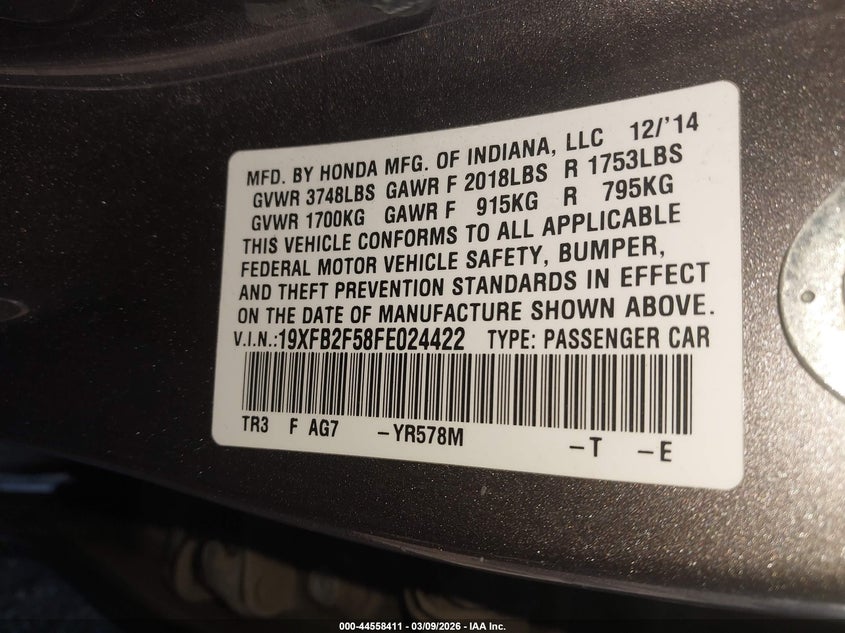 MFD. BY HONDA MFG. OF INDIANA, LLC 12/'14
GVWR 3748LBS GAWR F 2018LBS R 1753LBS
GVWR 1700KG GAWR F 915KG R 795KG
THIS VEHICLE CONFORMS TO ALL APPLICABLE
FEDERAL MOTOR VEHICLE SAFETY, BUMPER,
AND THEFT PREVENTION STANDARDS IN EFFECT
ON THE DATE OF MANUFACTURE SHOWN ABOVE.
V.I.N.:19XFB2F58FE024422 TYPE: PASSENGER CAR
TR3 F AG7 -YR578M -T -E
000-44558411 - 03/09/2026 - IAA Inc.